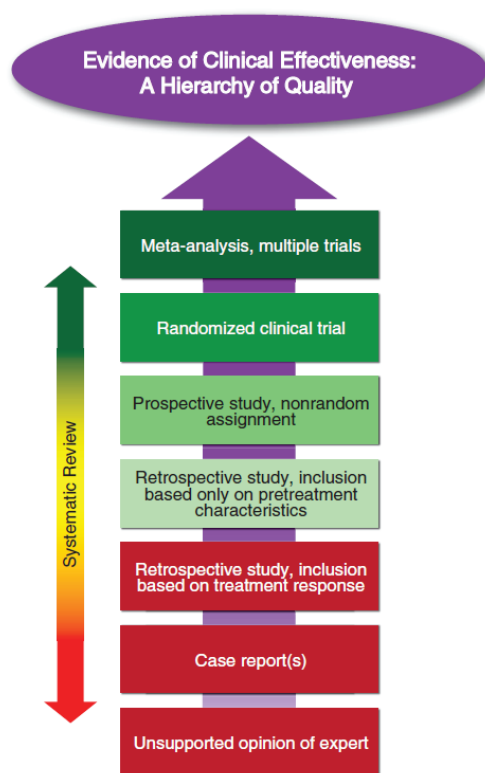 Evidence of Clinical Effectiveness:
A Hierarchy of Quality
Meta-analysis, multiple trials
Randomized clinical trial
Prospective study, nonrandom
assignment
Retrospective study, inclusion
based only on pretreatment
characteristics
Retrospective study, inclusion
based on treatment response
Case report(s)
Unsupported opinion of expert
Systematic Review